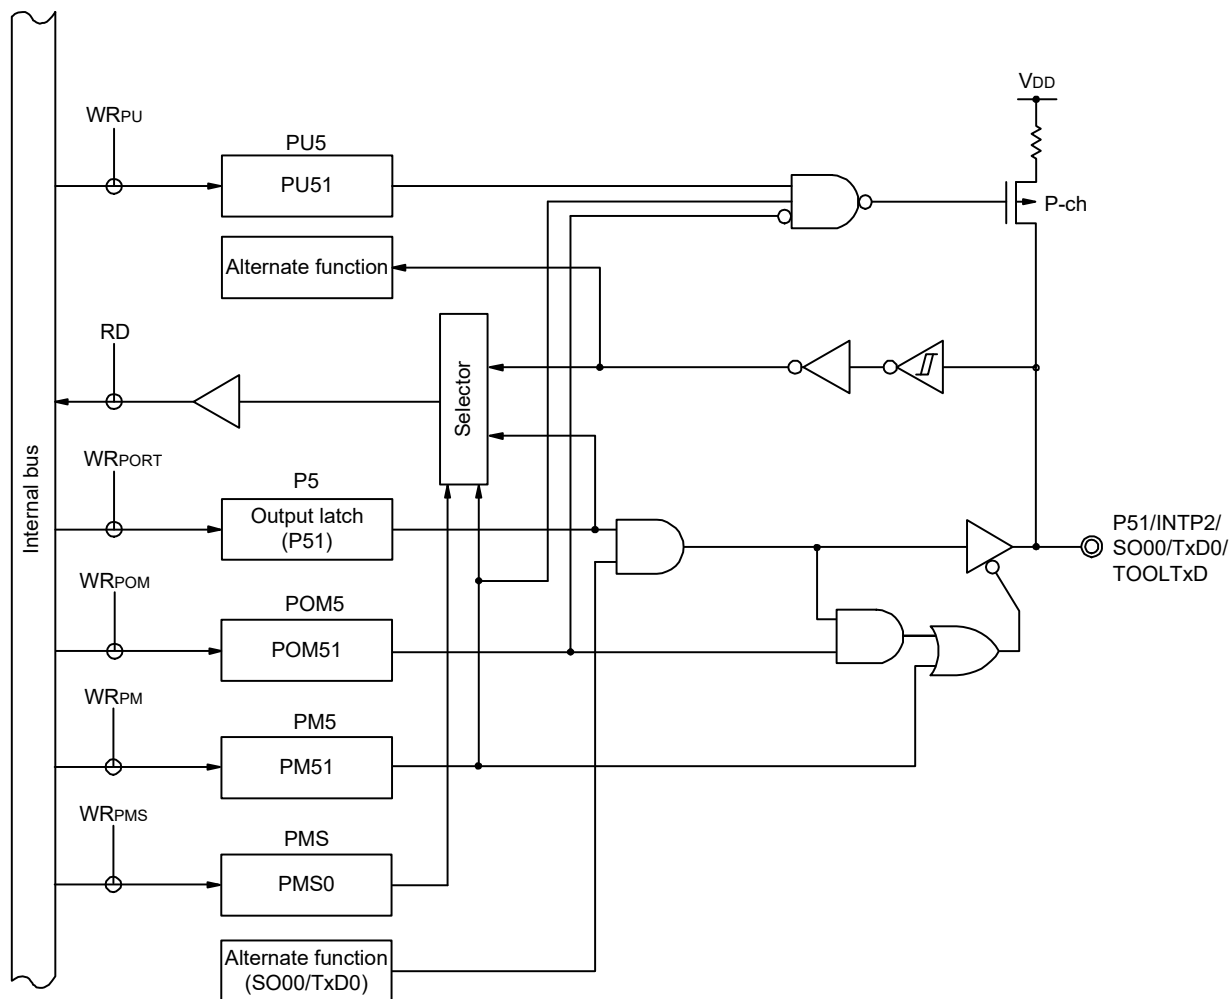 VDD
WRPU
PU5
PU51
P-ch
Alternate function
RD
Selector
WRPORT
P5
Output latch
(P51)
Internal bus
P51/INTP2/
SO00/TxD0/
TOOLTxD
WRPOM
POM5
POM51
WRPM
PM5
PM51
WRPMS
PMS
PMS0
Alternate function
(SO00/TxD0)